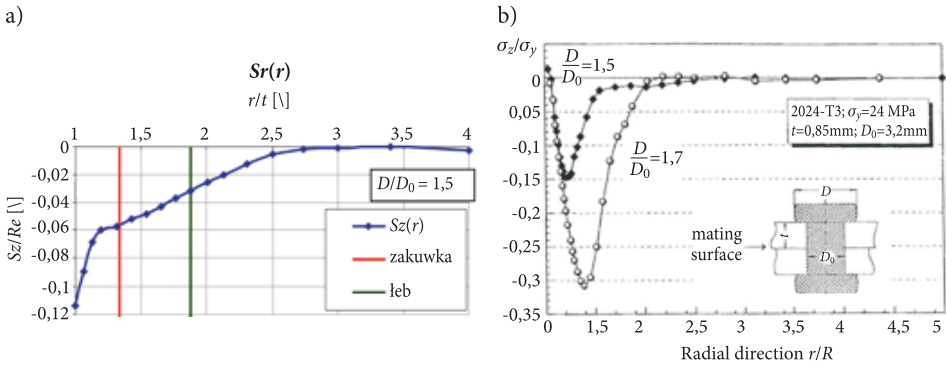 a)
Sr(r)
r/t [\]
1 1,5 2 2,5 3 3,5 4
0
-0,02
-0,04
-0,06
-0,08
-0,1
-0,12
Sz/Re [\]
D/D₀ = 1,5
Sz(r)
zakuwka
łeb
b)
σz/σy
0
0,05
-0,1
-0,15
-0,2
-0,25
-0,3
-0,35
D/D₀=1,5
D/D₀=1,7
2024-T3; σy=24 MPa
t=0,85mm; D₀=3,2mm
D
t
D₀
mating
surface
0 1,5 2 2,5 3 3,5 4 4,5 5
Radial direction r/R